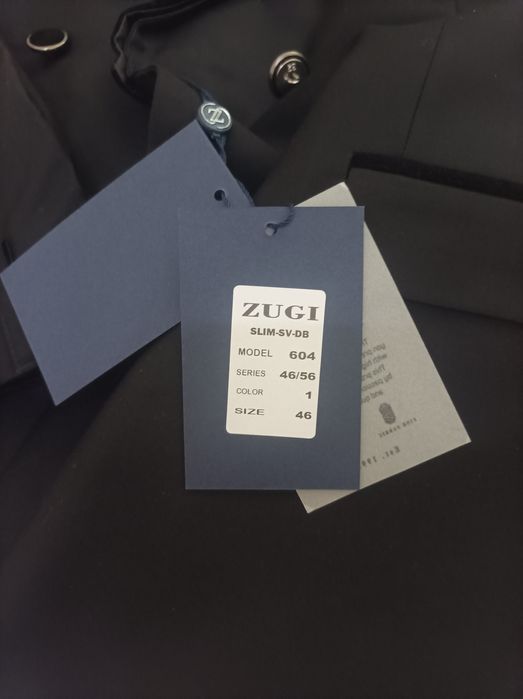 Z
ZUGI
SLIM-SV-DB
MODEL 604
SERIES 46/56
COLOR 1
SIZE 46